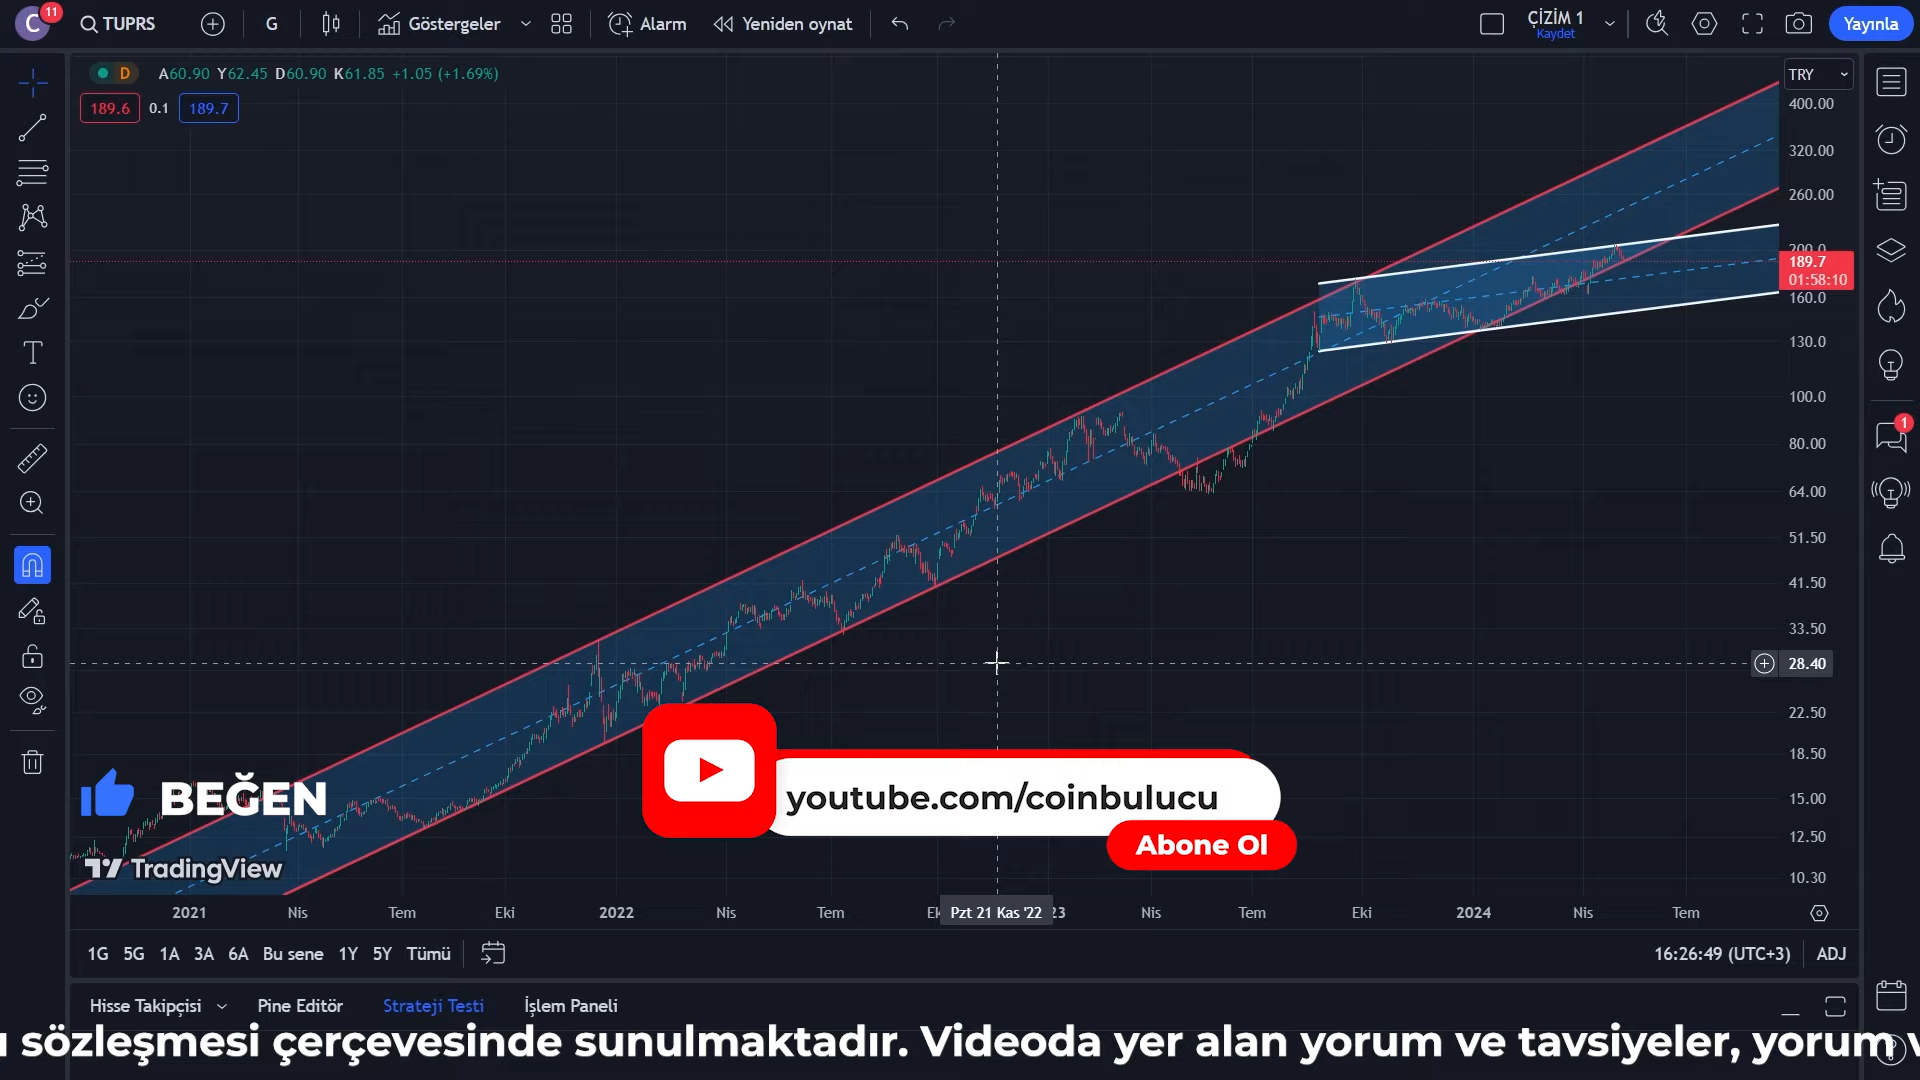 C 11 TUPRS G Göstergeler Alarm Yeniden oynat ÇİZİM 1 Kaydet Yayınla
D A60.90 Y62.45 D60.90 K61.85 +1.05 (+1.69%)
189.6 0.1 189.7
TRY
400.00
320.00
260.00
200.0
189.7
01:58:10
160.0
130.0
100.0
80.00
64.00
51.50
41.50
33.50
28.40
22.50
18.50
15.00
12.50
10.30
1
BEĞEN
TradingView
youtube.com/coinbulucu
Abone Ol
2021 Nis Tem Eki 2022 Nis Tem Pzt 21 Kas '22 Nis Tem Eki 2024 Nis Tem
1G 5G 1A 3A 6A Bu sene 1Y 5Y Tümü 16:26:49 (UTC+3) ADJ
Hisse Takipçisi Pine Editör Strateji Testi İşlem Paneli
sözleşmesi çerçevesinde sunulmaktadır. Videoda yer alan yorum ve tavsiyeler, yorum